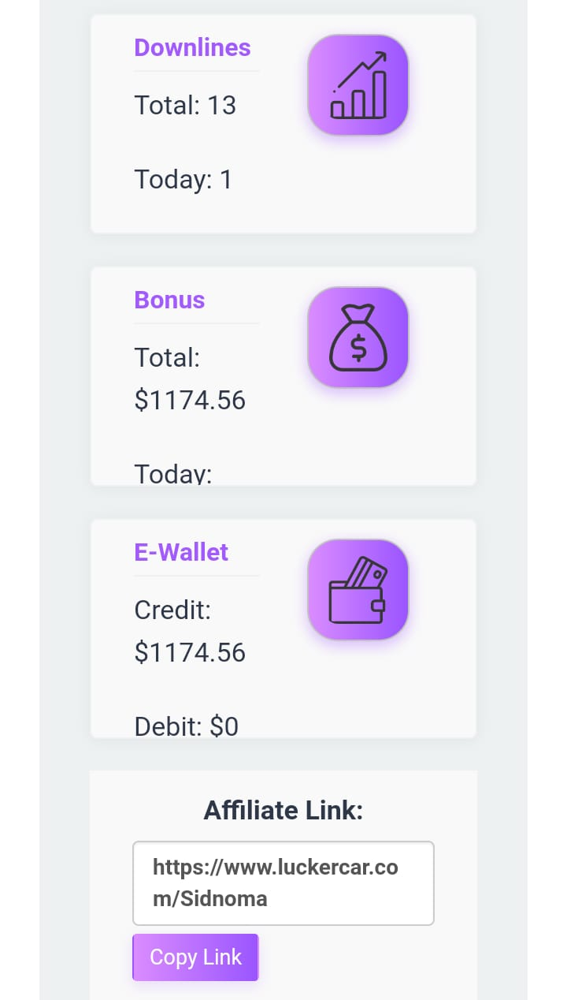 Downlines
Total: 13
Today: 1
Bonus
Total:
$1174.56
Today:
E-Wallet
Credit:
$1174.56
Debit: $0
Affiliate Link:
https://www.luckercar.co
m/Sidnoma
Copy Link